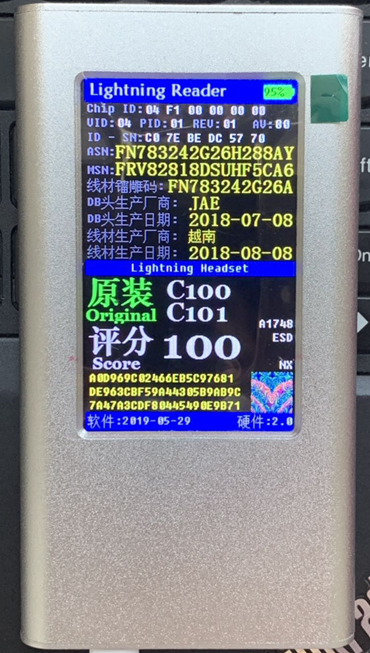 Lightning Reader 95%
Chip ID:04 F1 00 00 00 00
VID:04 PID:01 REV:01 AV:80
ID - SN:C0 7E BE DC 57 70
ASN:FN783242G26H288AY
MSN:FRV82818DSUHF5CA6
线材镭雕码:FN783242G26A
DB头生产厂商:JAE
DB头生产日期:2018-07-08
线材生产厂商:越南
线材生产日期:2018-08-08
Lightning Headset
原装 C100
Original C101
A1748
评分 100
ESD
Score
NX
A0D969C02466EB5C97681
DE963CBF59A44305B9AB9C
7A47A3CDF80445490E9B71
软件:2019-05-29 硬件:2.0